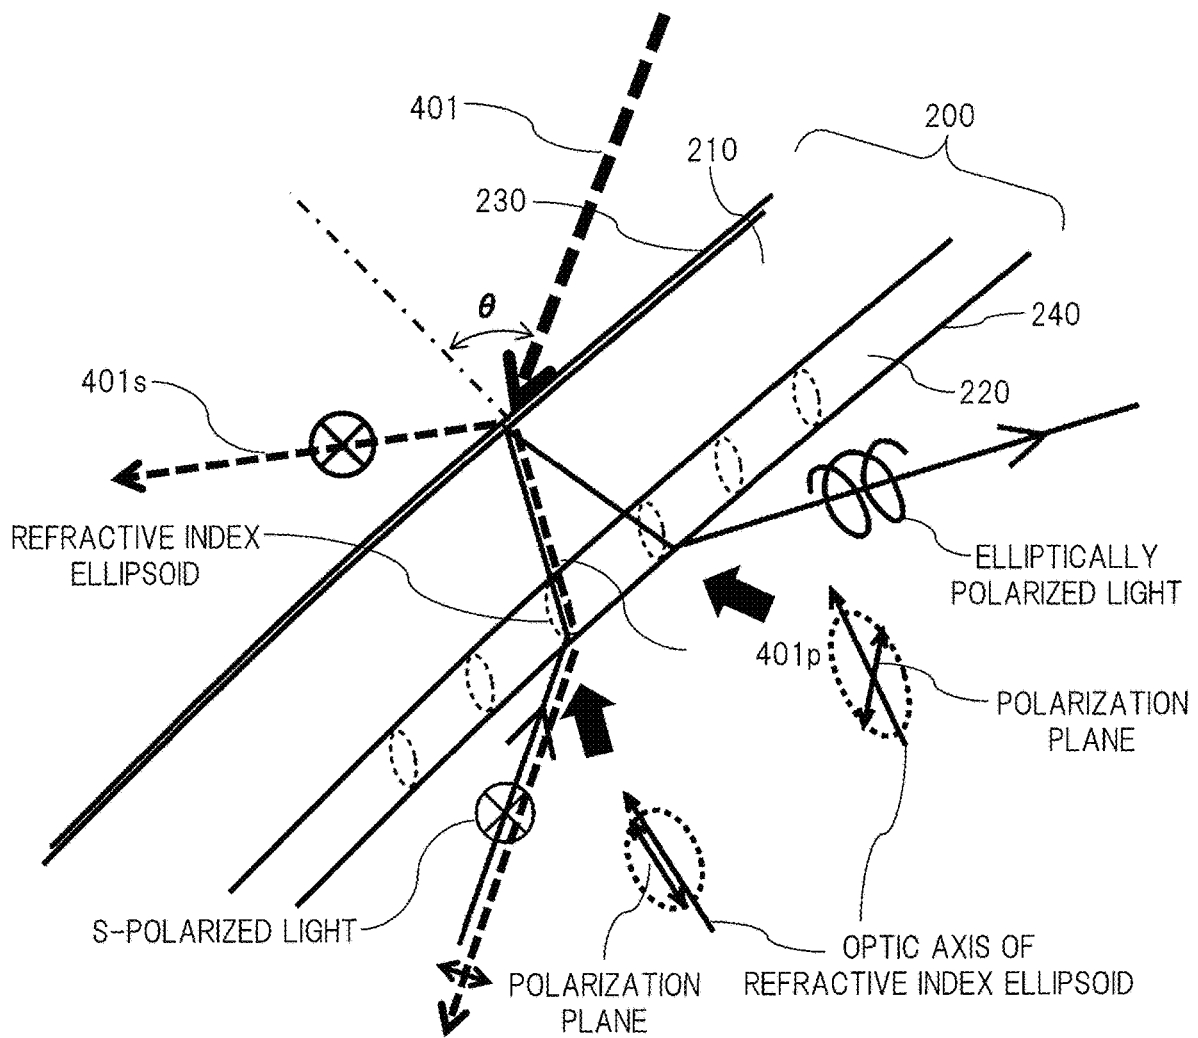 401
200
210
230
θ
240
401s
220
REFRACTIVE INDEX
ELLIPSOID
ELLIPTICALLY
POLARIZED LIGHT
401p
POLARIZATION
PLANE
S-POLARIZED LIGHT
OPTIC AXIS OF
REFRACTIVE INDEX ELLIPSOID
POLARIZATION
PLANE